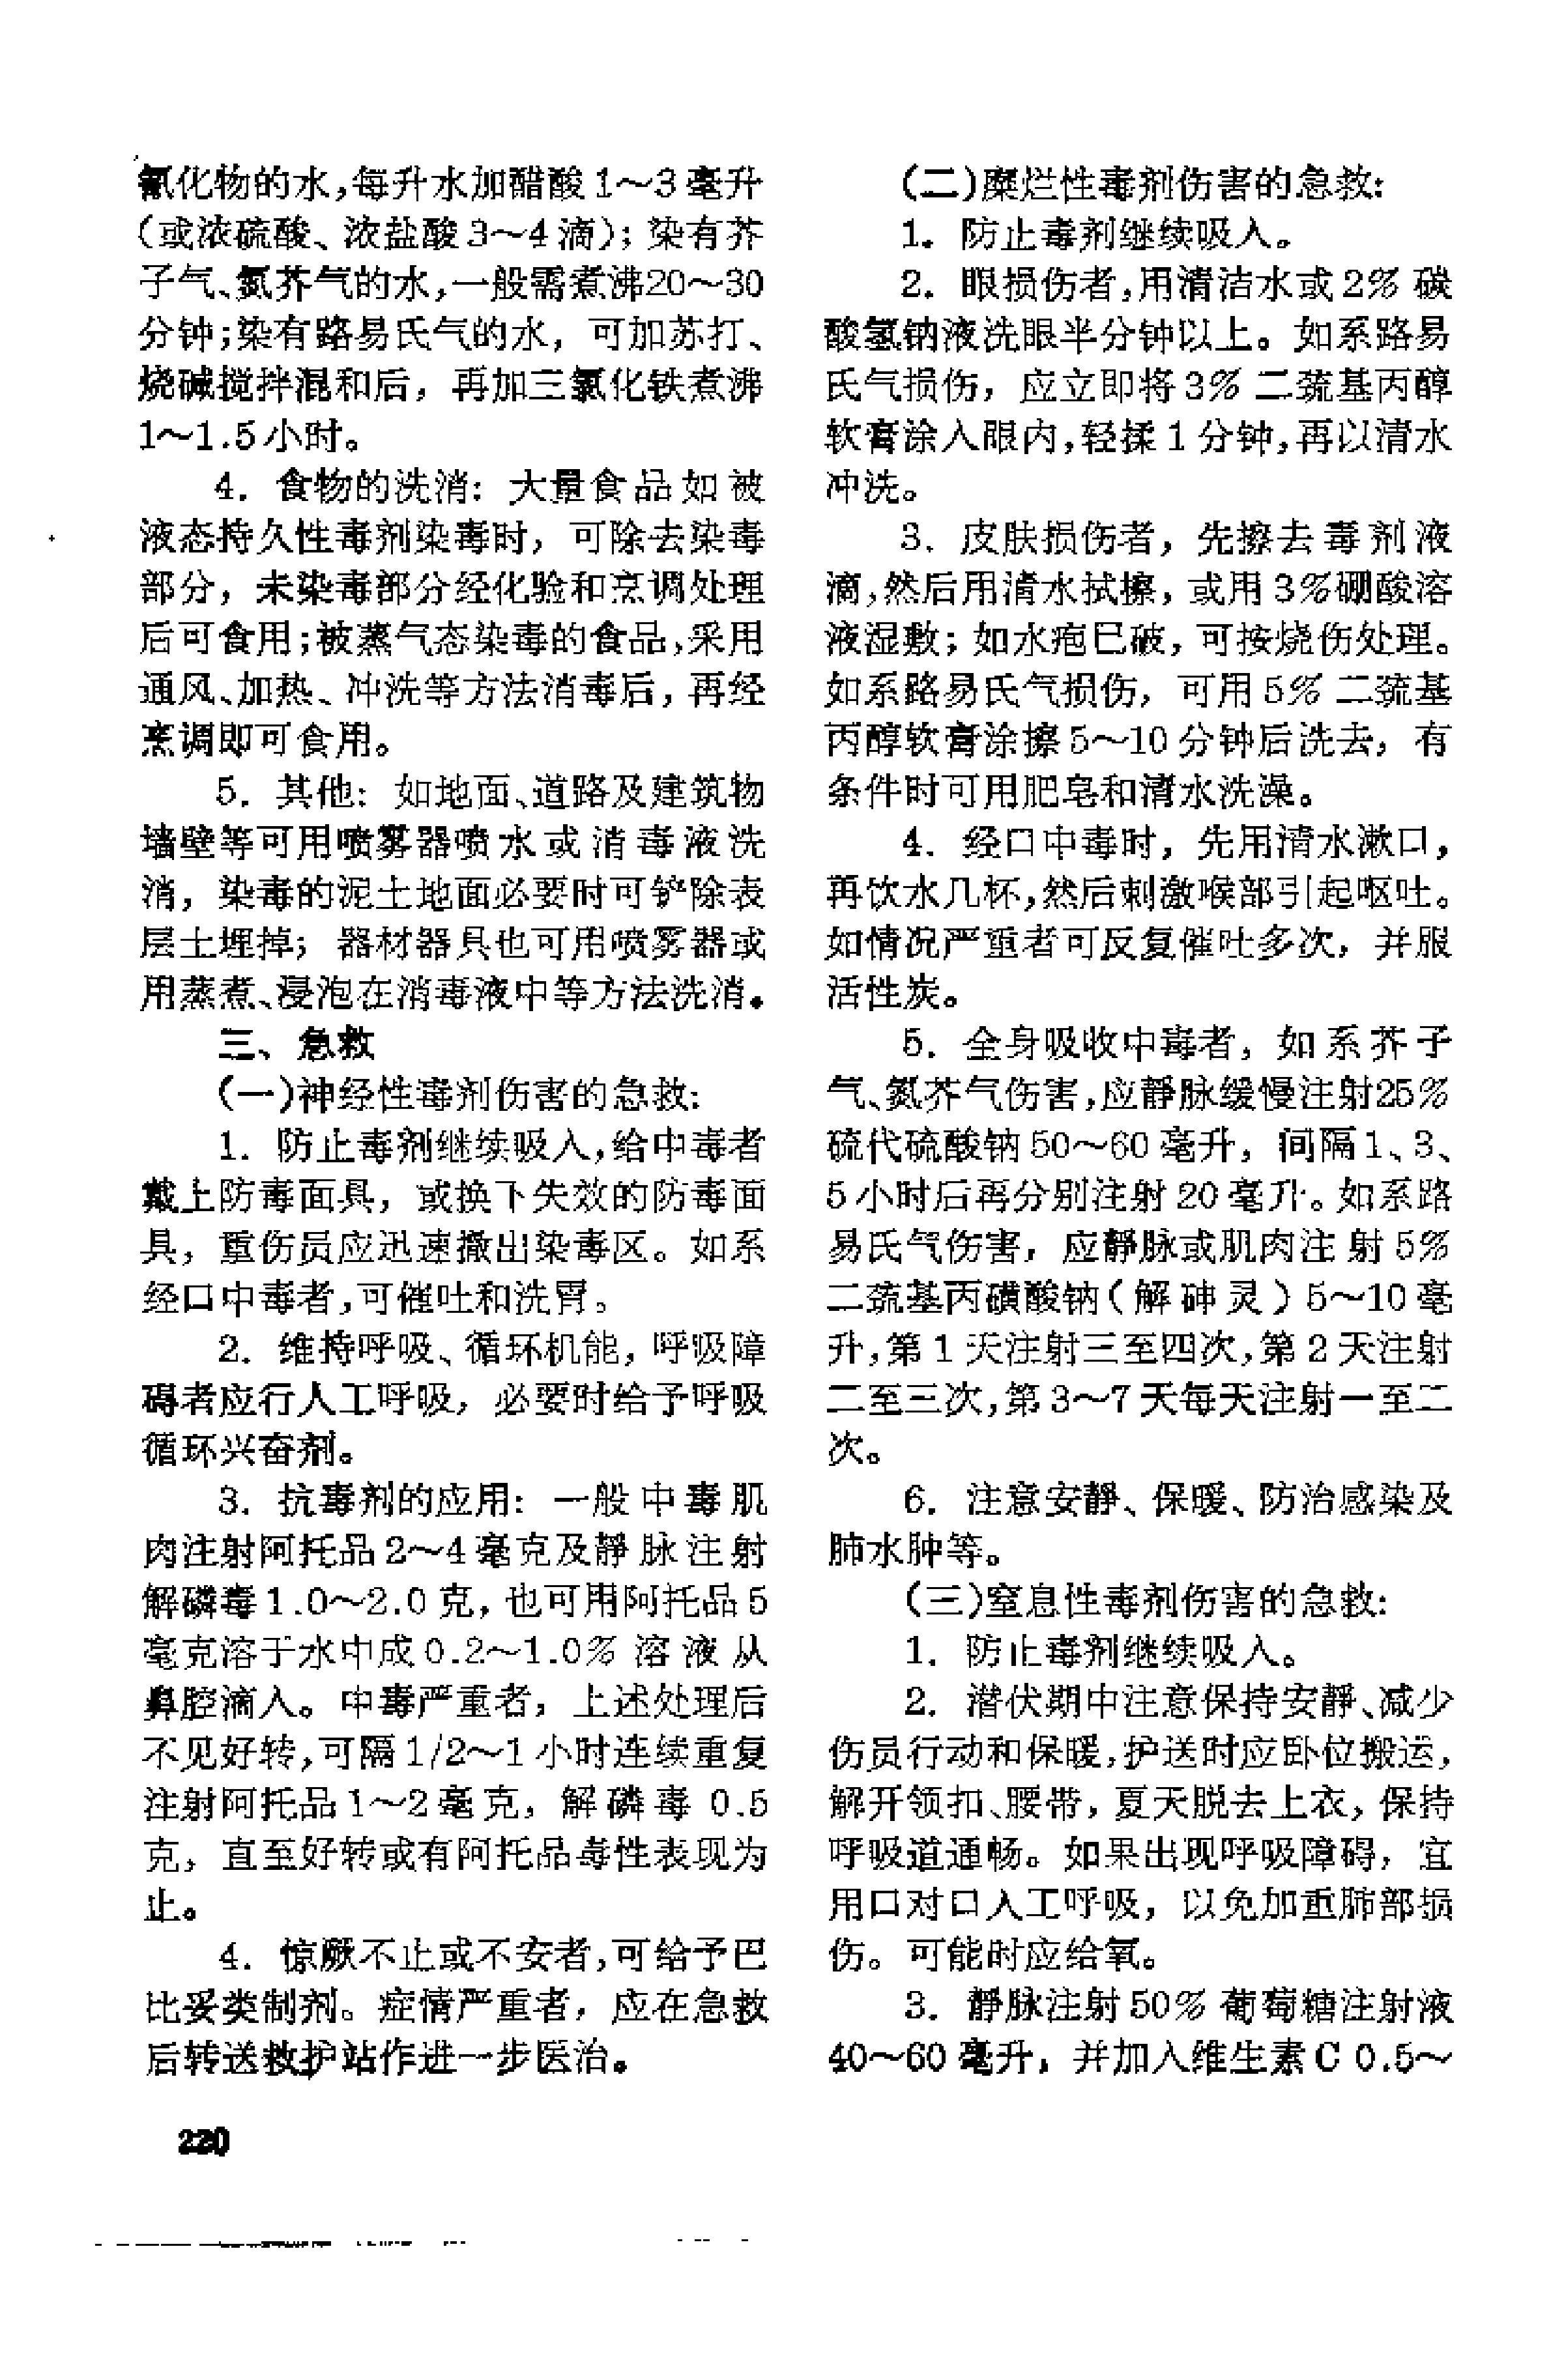 氰化物的水,每升水加醋酸1～3毫升
(或浓硫酸、浓盐酸3～4滴)；染有芥
子气、氮芥气的水,一般需煮沸20～30
分钟;染有路易氏气的水，可加苏打、
烧碱搅拌混和后，再加三氯化铁煮沸
1～1.5小时。
4. 食物的洗消：大量食品如被
液态持久性毒剂染毒时，可除去染毒
部分，未染毒部分经化验和烹调处理
后可食用;被蒸气态染毒的食品,采用
通风、加热、冲洗等方法消毒后，再经
烹调即可食用。
5. 其他：如地面、道路及建筑物
墙壁等可用喷雾器喷水或消毒液洗
消，染毒的泥土地面必要时可铲除表
层土埋掉；器材器具也可用喷雾器或
用蒸煮、浸泡在消毒液中等方法洗消。
三、急救
(一)神经性毒剂伤害的急救：
1. 防止毒剂继续吸入,给中毒者
戴上防毒面具，或换下失效的防毒面
具，重伤员应迅速撤出染毒区。如系
经口中毒者,可催吐和洗胃。
2. 维持呼吸、循环机能，呼吸障
碍者应行人工呼吸，必要时给予呼吸
循环兴奋剂。
3. 抗毒剂的应用：一般中毒肌
肉注射阿托品2～4毫克及静脉注射
解磷毒1.0～2.0克，也可用阿托品5
毫克溶于水中成0.2～1.0%溶液从
鼻腔滴入。中毒严重者，上述处理后
不见好转,可隔1/2～1小时连续重复
注射阿托品1～2毫克，解磷毒 0.5
克，直至好转或有阿托品毒性表现为
止。
4. 惊厥不止或不安者,可给予巴
比妥类制剂。症情严重者，应在急救
后转送救护站作进一步医治。
220
(二)糜烂性毒剂伤害的急救：
1. 防止毒剂继续吸入。
2. 眼损伤者,用清洁水或2%碳
酸氢钠液洗眼半分钟以上。如系路易
氏气损伤，应立即将3%二巯基丙醇
软膏涂入眼内,轻揉1分钟,再以清水
冲洗。
3. 皮肤损伤者，先擦去毒剂液
滴,然后用清水拭擦，或用3%硼酸溶
液湿敷；如水疱已破，可按烧伤处理。
如系路易氏气损伤，可用5%二巯基
丙醇软膏涂擦5～10分钟后洗去，有
条件时可用肥皂和清水洗澡。
4. 经口中毒时，先用清水漱口，
再饮水几杯,然后刺激喉部引起呕吐。
如情况严重者可反复催吐多次，并服
活性炭。
5. 全身吸收中毒者，如系芥子
气、氮芥气伤害,应静脉缓慢注射25%
硫代硫酸钠50～60毫升，间隔1、3、
5小时后再分别注射20毫升。如系路
易氏气伤害，应静脉或肌肉注射5%
二巯基丙磺酸钠(解砷灵)5～10毫
升,第1天注射三至四次,第2天注射
二至三次,第3～7天每天注射一至二
次。
6. 注意安静、保暖、防治感染及
肺水肿等。
(三)窒息性毒剂伤害的急救：
1. 防止毒剂继续吸入。
2. 潜伏期中注意保持安静、减少
伤员行动和保暖,护送时应卧位搬运，
解开领扣、腰带，夏天脱去上衣，保持
呼吸道通畅。如果出现呼吸障碍，宜
用口对口人工呼吸，以免加重肺部损
伤。可能时应给氧。
3. 静脉注射50%葡萄糖注射液
40～60毫升，并加入维生素C 0.5～